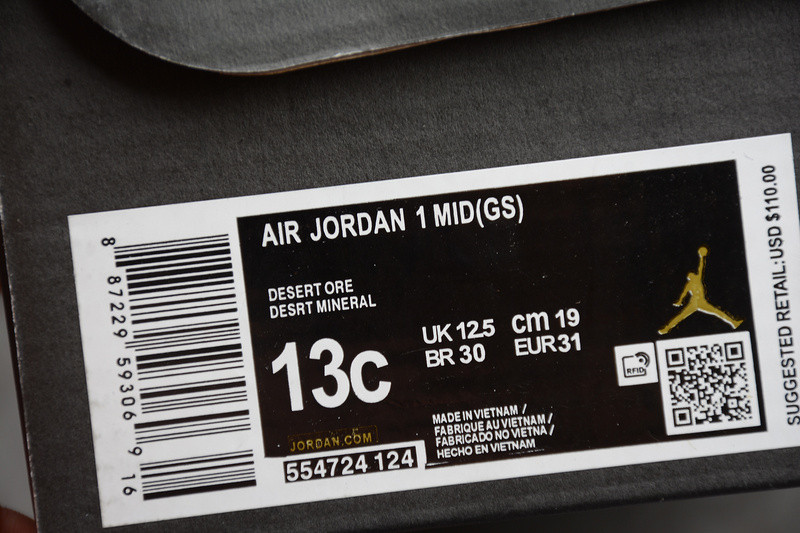 AIR JORDAN 1 MID(GS)
DESERT ORE
DESRT MINERAL
13C
UK 12.5 cm 19
BR 30 EUR 31
JORDAN.COM
554724 124
MADE IN VIETNAM /
FABRIQUE AU VIETNAM /
FABRICADO NO VIETNA /
HECHO EN VIETNAM
RFID
SUGGESTED RETAIL: USD $110.00
8 87229 59306 9 16